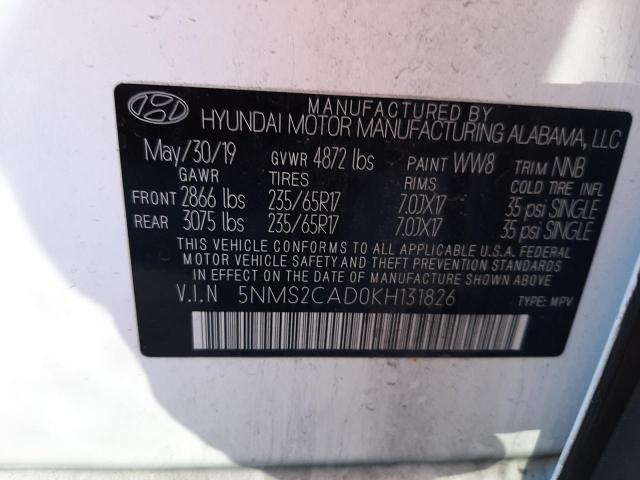 MANUFACTURED BY
HYUNDAI MOTOR MANUFACTURING ALABAMA, LLC
May/30/19 GVWR 4872 lbs PAINT WW8 TRIM NNB
GAWR TIRES RIMS COLD TIRE INFL
FRONT 2866 lbs 235/65R17 7.0JX17 35 psi SINGLE
REAR 3075 lbs 235/65R17 7.0JX17 35 psi SINGLE
THIS VEHICLE CONFORMS TO ALL APPLICABLE U.S.A. FEDERAL
MOTOR VEHICLE SAFETY AND THEFT PREVENTION
STANDARDS IN EFFECT ON THE DATE OF MANUFACTURE SHOWN ABOVE.
V.I.N 5NMS2CAD0KH131826 TYPE: MPV